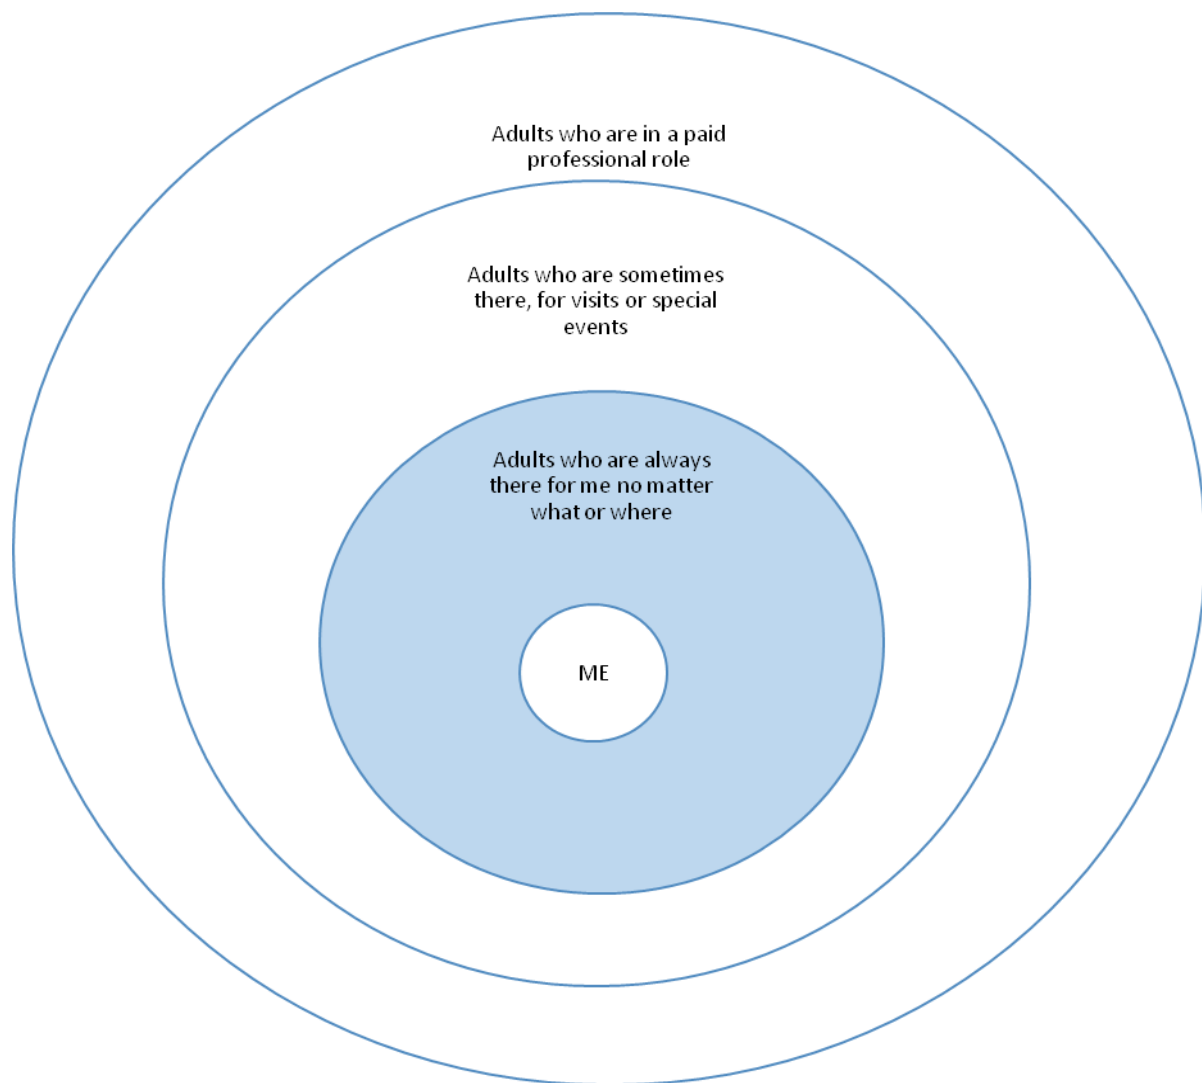 Adults who are in a paid
professional role
Adults who are sometimes
there, for visits or special
events
Adults who are always
there for me no matter
what or where
ME